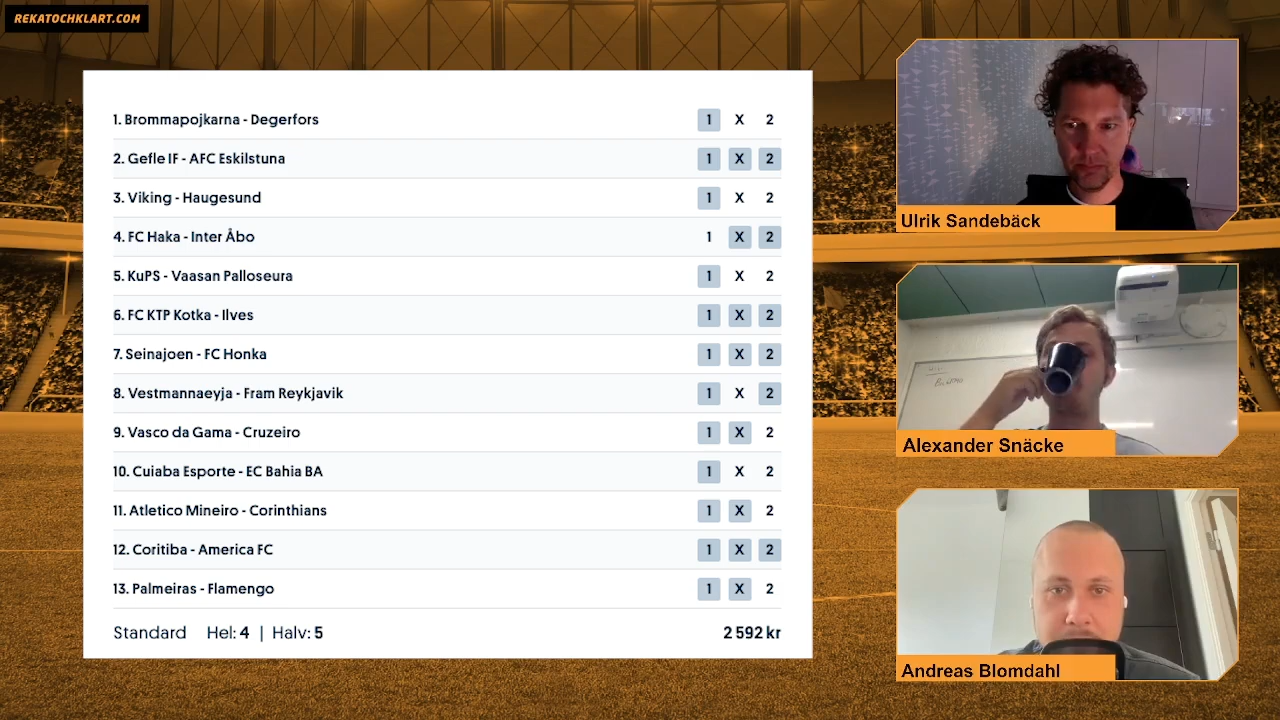 REKATOCHKLART.COM
1. Brommapojkarna - Degerfors 1 X 2
2. Gefle IF - AFC Eskilstuna 1 X 2
3. Viking - Haugesund 1 X 2
4. FC Haka - Inter Åbo 1 X 2
5. KuPS - Vaasan Palloseura 1 X 2
6. FC KTP Kotka - Ilves 1 X 2
7. Seinajoen - FC Honka 1 X 2
8. Vestmannaeyja - Fram Reykjavik 1 X 2
9. Vasco da Gama - Cruzeiro 1 X 2
10. Cuiaba Esporte - EC Bahia BA 1 X 2
11. Atletico Mineiro - Corinthians 1 X 2
12. Coritiba - America FC 1 X 2
13. Palmeiras - Flamengo 1 X 2
Standard Hel: 4 | Halv: 5 2 592 kr
Ulrik Sandebäck
Alexander Snäcke
Andreas Blomdahl